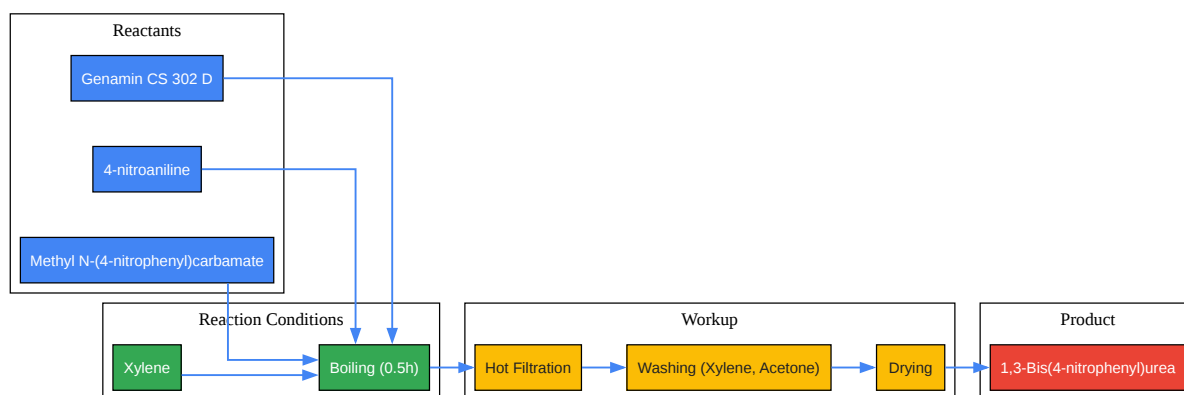 Reactants
Genamin CS 302 D
4-nitroaniline
Methyl N-(4-nitrophenyl)carbamate
Reaction Conditions
Xylene
Boiling (0.5h)
Workup
Hot Filtration
Washing (Xylene, Acetone)
Drying
Product
1,3-Bis(4-nitrophenyl)urea